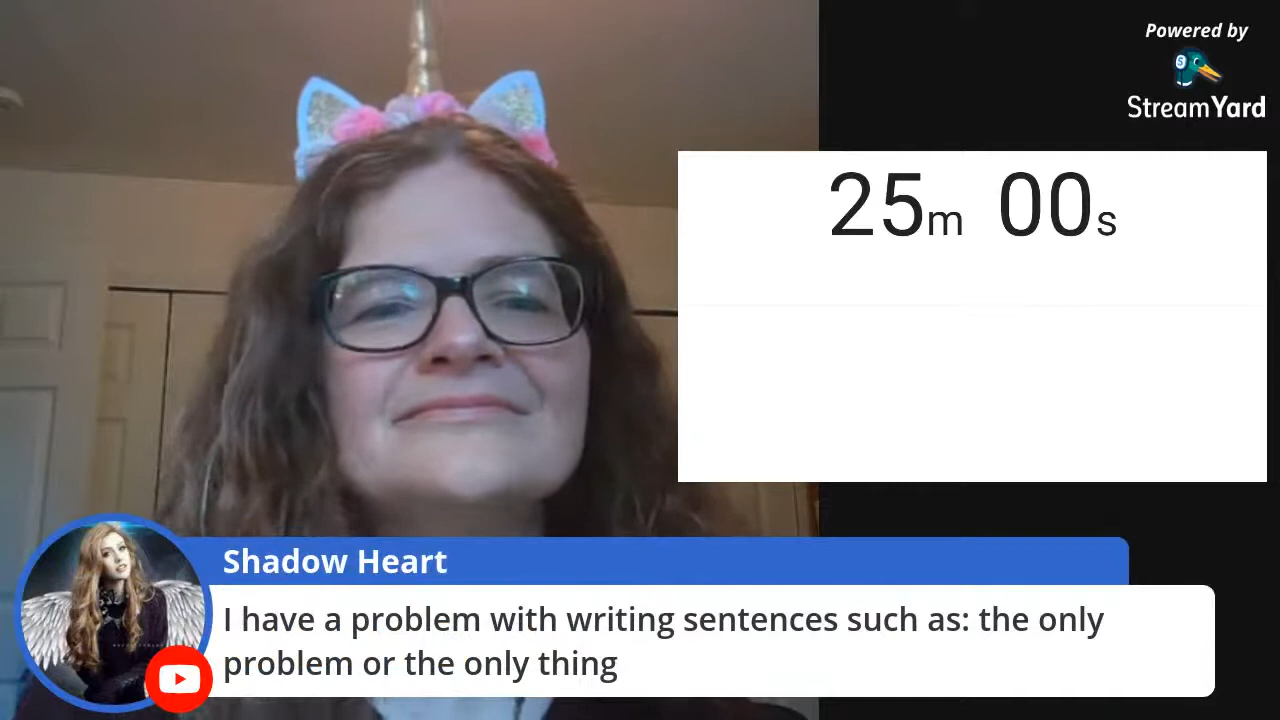 Powered by
StreamYard
25m 00s
Shadow Heart
I have a problem with writing sentences such as: the only
problem or the only thing